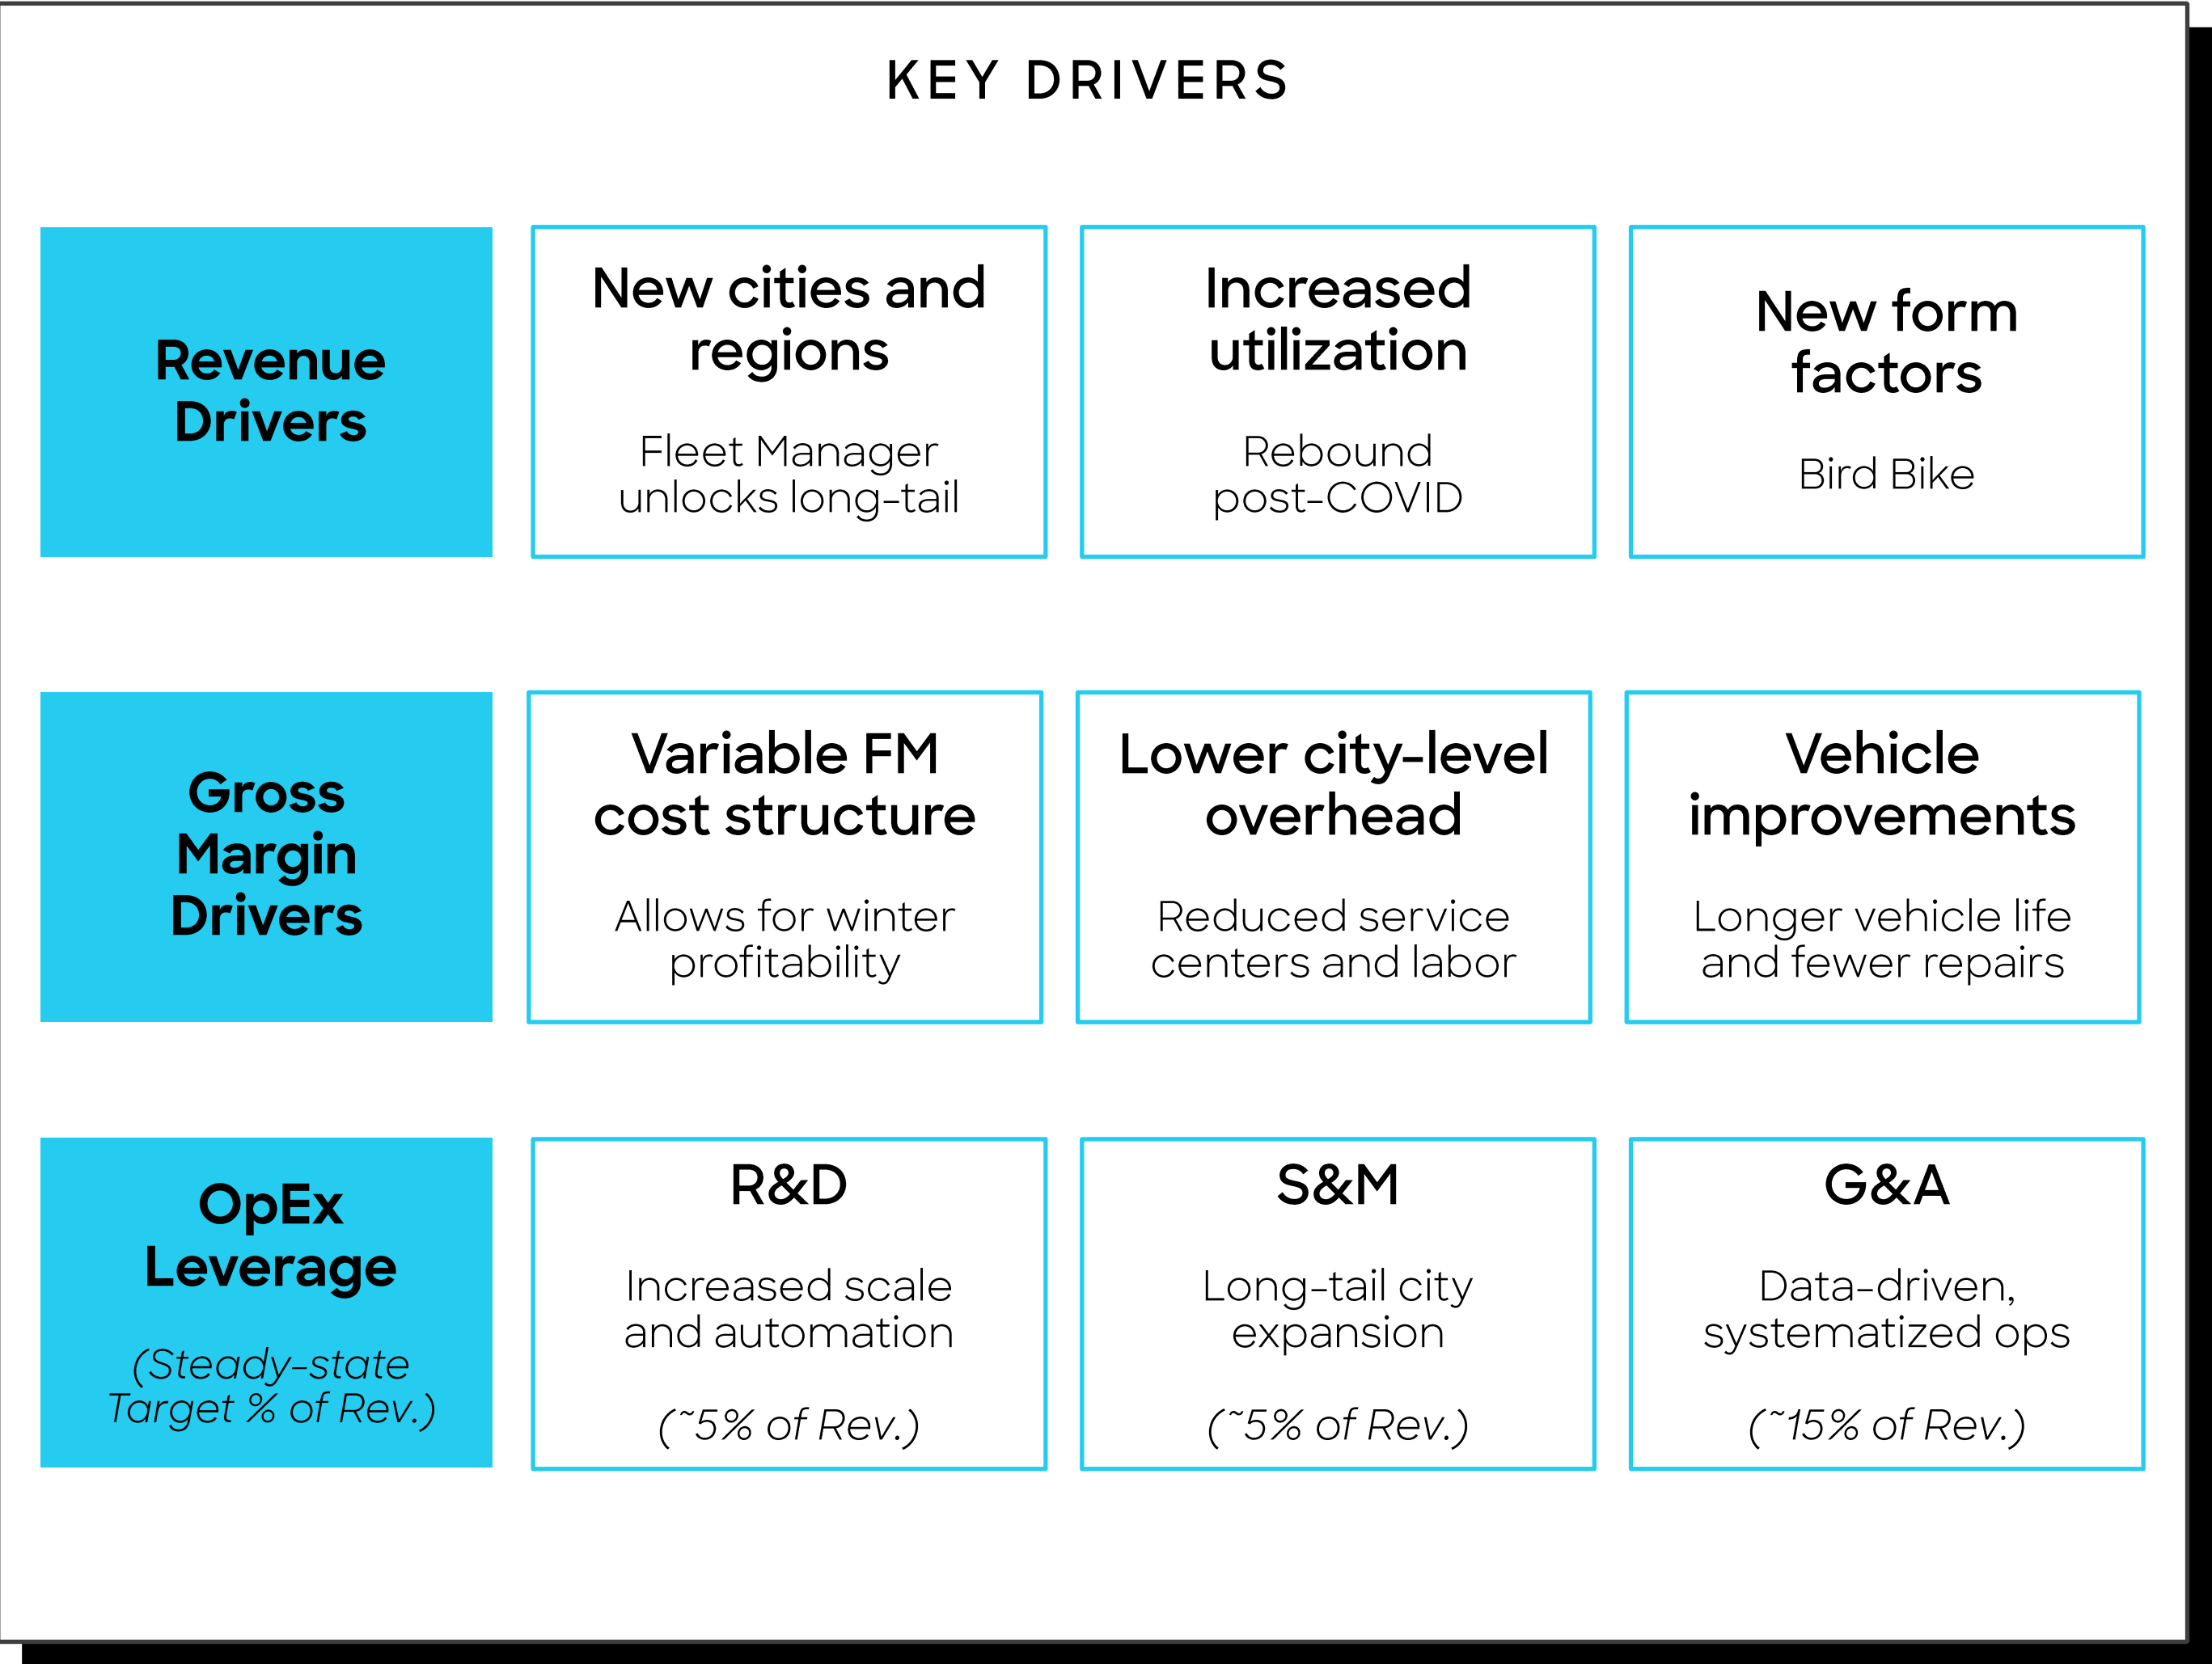 KEY DRIVERS
Revenue
Drivers
New cities and
regions
Fleet Manager
unlocks long-tail
Increased
utilization
Rebound
post-COVID
New form
factors
Bird Bike
Gross
Margin
Drivers
Variable FM
cost structure
Allows for winter
profitability
Lower city-level
overhead
Reduced service
centers and labor
Vehicle
improvements
Longer vehicle life
and fewer repairs
OpEx
Leverage
(Steady-state
Target % of Rev.)
R&D
Increased scale
and automation
(~5% of Rev.)
S&M
Long-tail city
expansion
(<5% of Rev.)
G&A
Data-driven,
systematized ops
(~15% of Rev.)